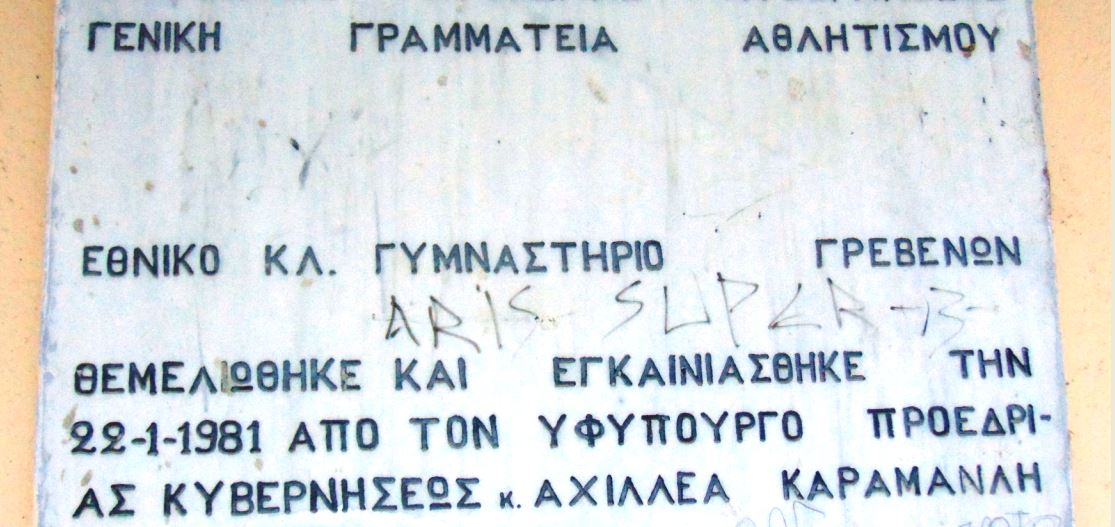 ΓΕΝΙΚΗ ΓΡΑΜΜΑΤΕΙΑ ΑΘΛΗΤΙΣΜΟΥ
ΕΘΝΙΚΟ ΚΛ. ΓΥΜΝΑΣΤΗΡΙΟ ΓΡΕΒΕΝΩΝ
ARIS SUPER -3-
ΘΕΜΕΛΙΩΘΗΚΕ ΚΑΙ ΕΓΚΑΙΝΙΑΣΘΗΚΕ ΤΗΝ
22-1-1981 ΑΠΟ ΤΟΝ ΥΦΥΠΟΥΡΓΟ ΠΡΟΕΔΡΙ-
ΑΣ ΚΥΒΕΡΝΗΣΕΩΣ κ. ΑΧΙΛΛΕΑ ΚΑΡΑΜΑΝΛΗ